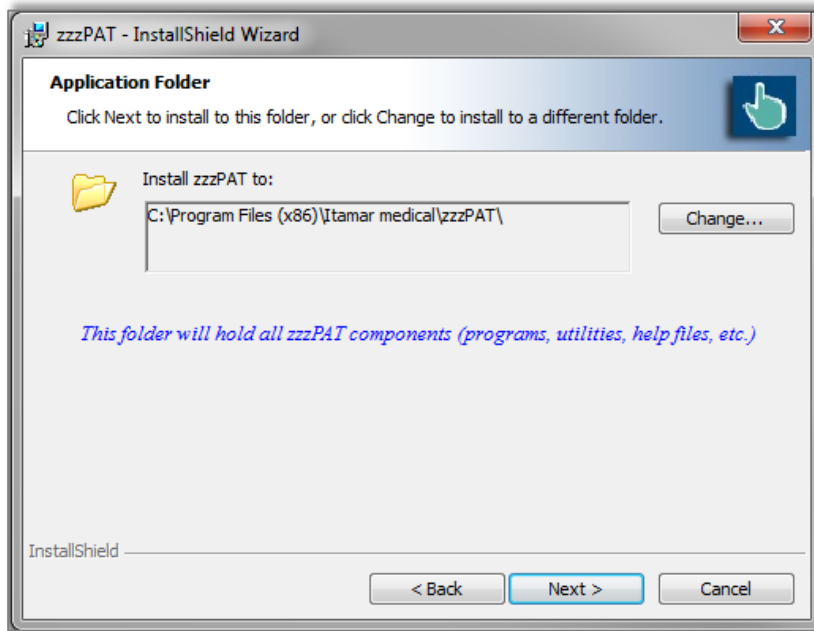 zzzPAT - InstallShield Wizard
Application Folder
Click Next to install to this folder, or click Change to install to a different folder.
Install zzzPAT to:
C:\Program Files (x86)\Itamar medical\zzzPAT\
Change...
This folder will hold all zzzPAT components (programs, utilities, help files, etc.)
InstallShield
< Back
Next >
Cancel